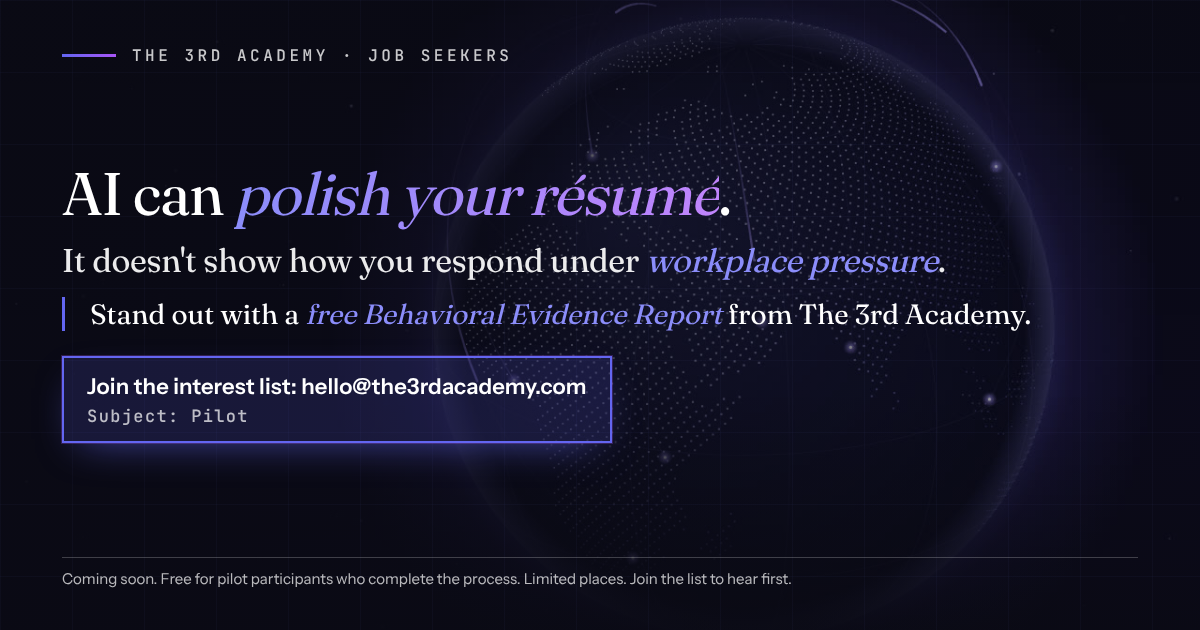 THE 3RD ACADEMY · JOB SEEKERS
AI can polish your résumé.
It doesn't show how you respond under workplace pressure.
Stand out with a free Behavioral Evidence Report from The 3rd Academy.
Join the interest list: hello@the3rdacademy.com
Subject: Pilot
Coming soon. Free for pilot participants who complete the process. Limited places. Join the list to hear first.